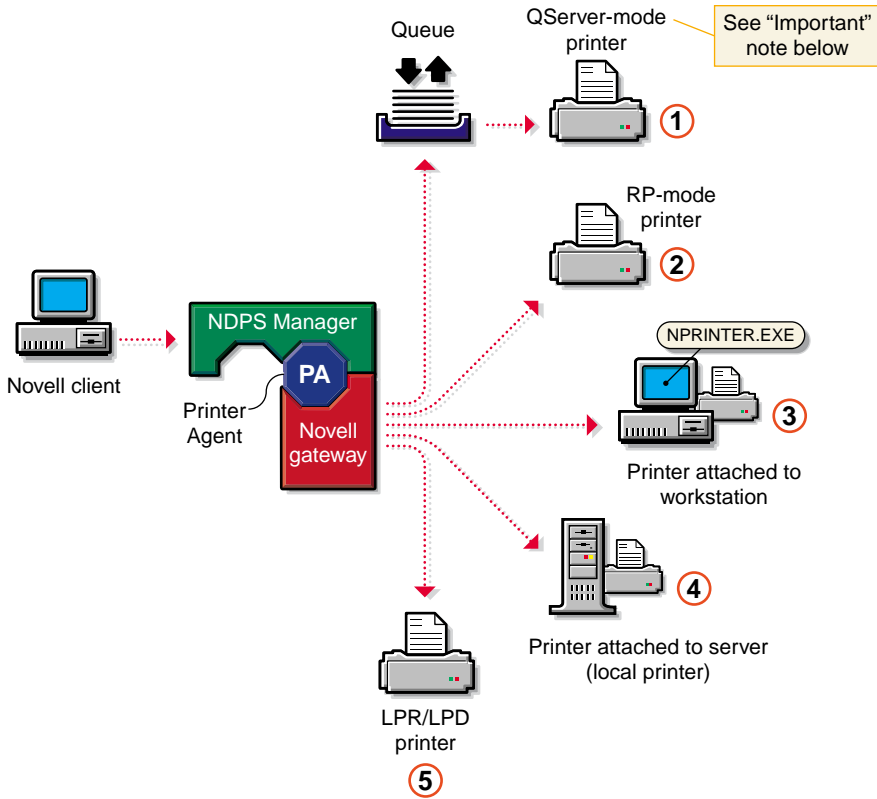 QServer-mode
printer
See “Important”
note below
Queue
1
RP-mode
printer
2
NDPS Manager
NPRINTER.EXE
PA
Novell client
Printer
Agent
Novell
gateway
3
Printer attached to
workstation
4
Printer attached to server
(local printer)
LPR/LPD
printer
5